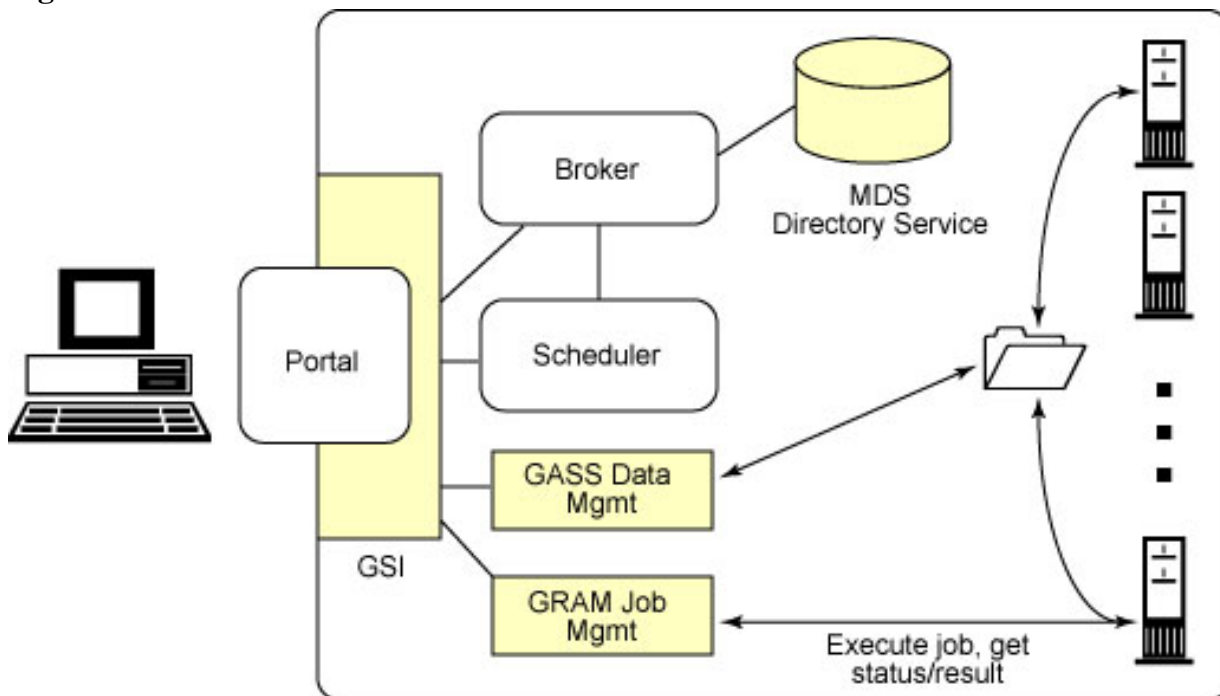 Broker
MDS
Directory Service
Portal
Scheduler
GASS Data
Mgmt
GSI
GRAM Job
Mgmt
Execute job, get
status/result